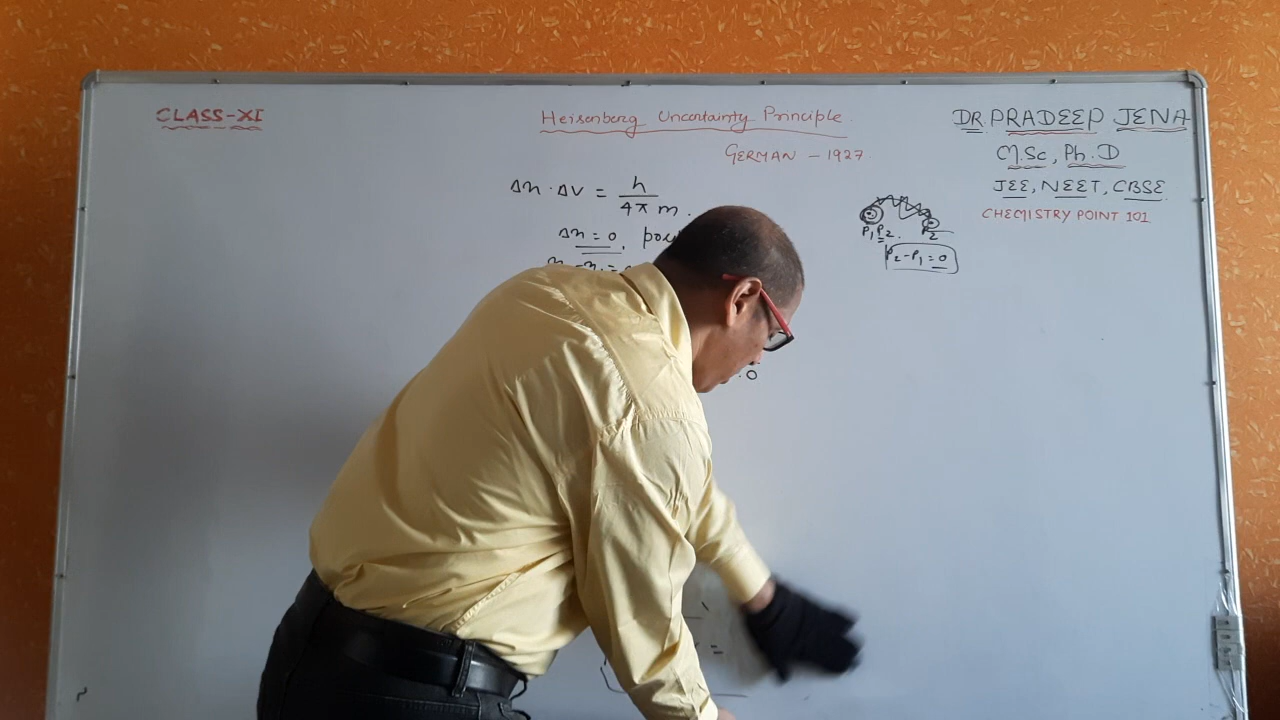 CLASS-XI
Heisenberg Uncertainty Principle
GERMAN - 1927
Δx · Δv = h / 4π m.
Δx = 0,
DR. PRADEEP JENA
M.Sc, Ph.D
JEE, NEET, CBSE
CHEMISTRY POINT 101
P₁ P₂. P₂
P₂-P₁ = 0